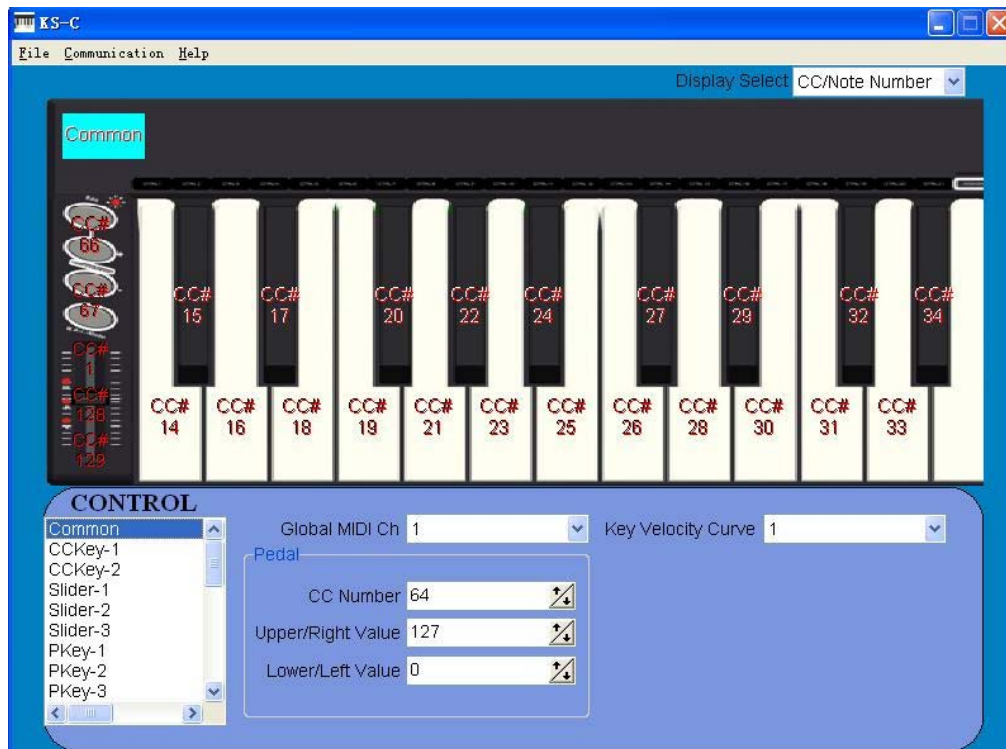 KS-C
File Communication Help
Display Select CC/Note Number
Common
CC#
66
CC#
67
CC#
1
CC#
128
CC#
129
CC# CC# CC# CC# CC# CC# CC# CC# CC#
15 17 20 22 24 27 29 32 34
CC# CC# CC# CC# CC# CC# CC# CC# CC# CC# CC# CC#
14 16 18 19 21 23 25 26 28 30 31 33
CONTROL
Common
CCKey-1
CCKey-2
Slider-1
Slider-2
Slider-3
PKey-1
PKey-2
PKey-3
Global MIDI Ch 1
Key Velocity Curve 1
Pedal
CC Number 64
Upper/Right Value 127
Lower/Left Value 0